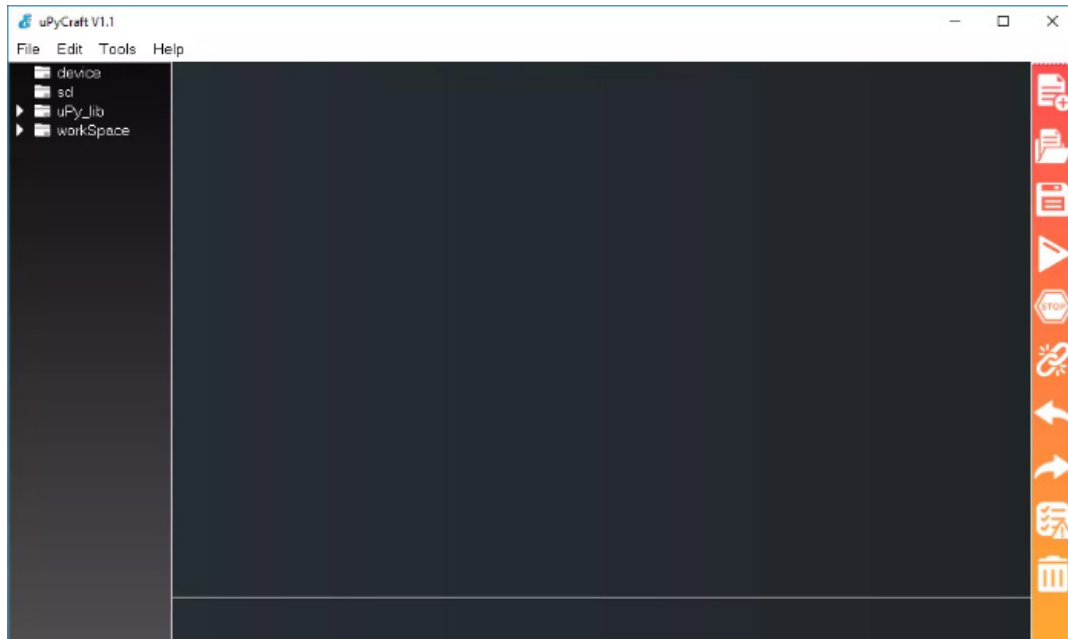 uPyCraft V1.1
File Edit Tools Help
device
sd
uPy_lib
workSpace
STOP